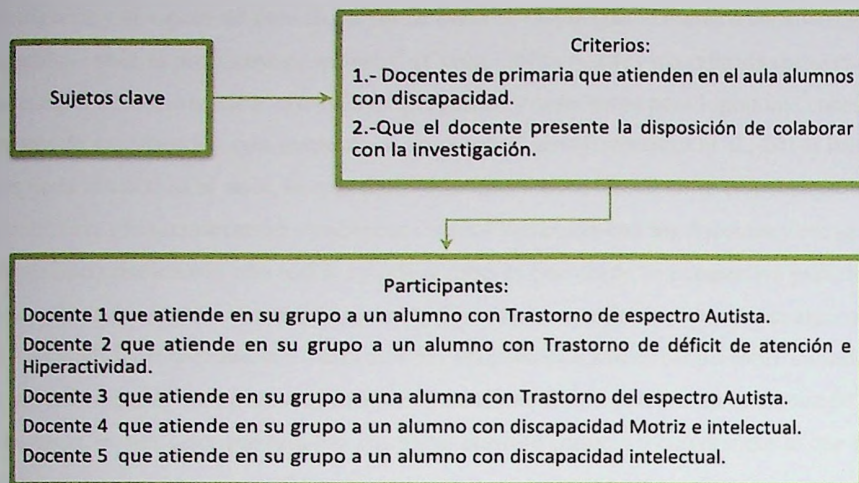 Sujetos clave
Criterios:
1.- Docentes de primaria que atienden en el aula alumnos
con discapacidad.
2.-Que el docente presente la disposición de colaborar
con la investigación.
Participantes:
Docente 1 que atiende en su grupo a un alumno con Trastorno de espectro Autista.
Docente 2 que atiende en su grupo a un alumno con Trastorno de déficit de atención e
Hiperactividad.
Docente 3 que atiende en su grupo a una alumna con Trastorno del espectro Autista.
Docente 4 que atiende en su grupo a un alumno con discapacidad Motriz e intelectual.
Docente 5 que atiende en su grupo a un alumno con discapacidad intelectual.